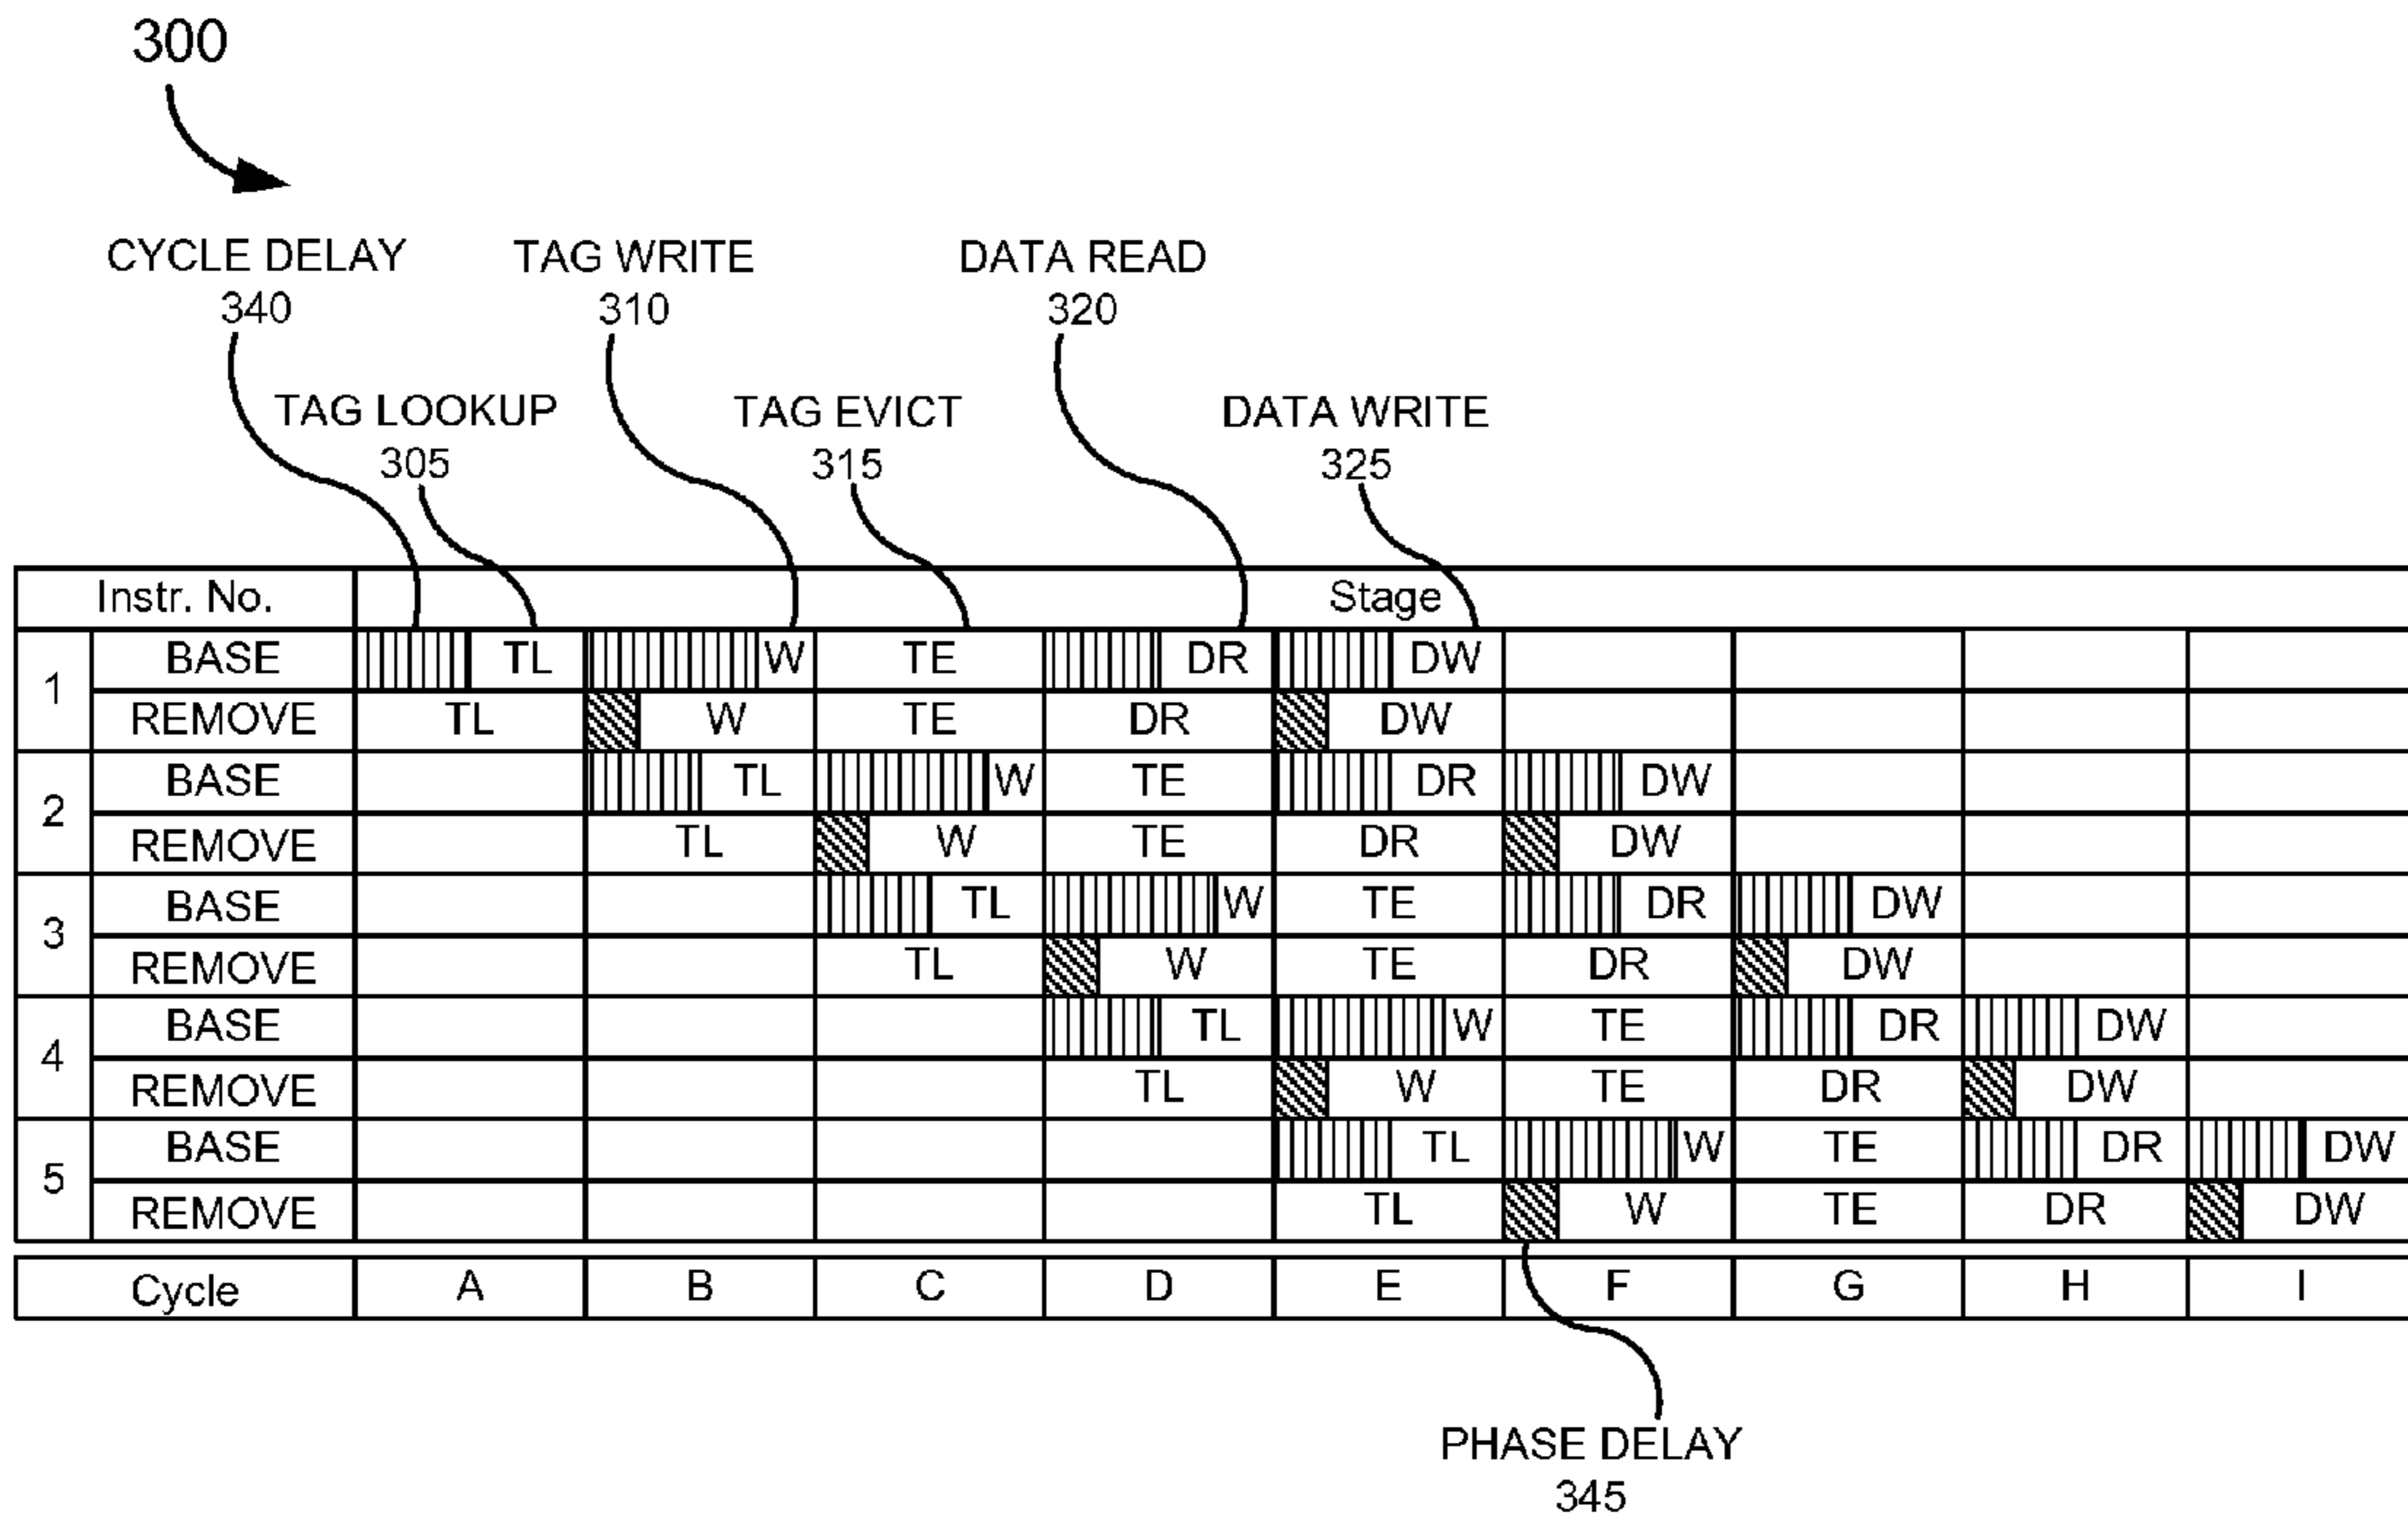 300
CYCLE DELAY
340
TAG WRITE
310
DATA READ
320
TAG LOOKUP
305
TAG EVICT
315
DATA WRITE
325
Instr. No. Stage
1 BASE TL W TE DR DW
REMOVE TL W TE DR DW
2 BASE TL W TE DR DW
REMOVE TL W TE DR DW
3 BASE TL W TE DR DW
REMOVE TL W TE DR DW
4 BASE TL W TE DR DW
REMOVE TL W TE DR DW
5 BASE TL W TE DR DW
REMOVE TL W TE DR DW
Cycle A B C D E F G H I
PHASE DELAY
345